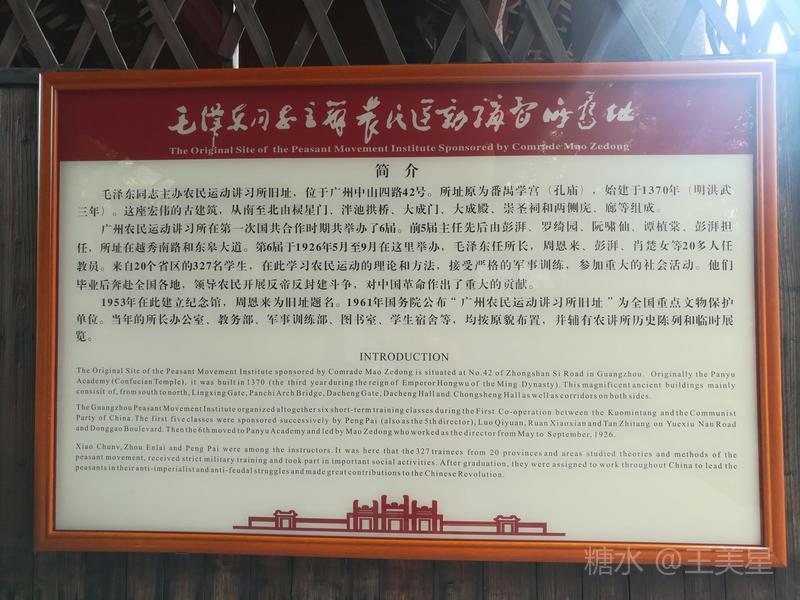 毛泽东同志主办农民运动讲习所旧址
The Original Site of the Peasant Movement Institute Sponsored by Comrade Mao Zedong
简 介
毛泽东同志主办农民运动讲习所旧址，位于广州中山四路42号。所址原为番禺学宫（孔庙），始建于1370年（明洪武
三年）。这座宏伟的古建筑，从南至北由棂星门、泮池拱桥、大成门、大成殿、崇圣祠和两侧庑、廊等组成。
广州农民运动讲习所在第一次国共合作时期共举办了6届。前5届主任先后由彭湃、罗绮园、阮啸仙、谭植棠、彭湃担
任，所址在越秀南路和东皋大道。第6届于1926年5月至9月在这里举办，毛泽东任所长，周恩来、彭湃、肖楚女等20多人任
教员。来自20个省区的327名学生，在此学习农民运动的理论和方法，接受严格的军事训练，参加重大的社会活动。他们
毕业后奔赴全国各地，领导农民开展反帝反封建斗争，对中国革命作出了重大的贡献。
1953年在此建立纪念馆，周恩来为旧址题名。1961年国务院公布“广州农民运动讲习所旧址”为全国重点文物保护
单位。当年的所长办公室、教务部、军事训练部、图书室、学生宿舍等，均按原貌布置，并辅有农讲所历史陈列和临时展
览。
INTRODUCTION
The Original Site of the Peasant Movement Institute sponsored by Comrade Mao Zedong is situated at No.42 of Zhongshan Si Road in Guangzhou. Originally the Panyu
Academy (Confucian Temple), it was built in 1370 (the third year during the reign of Emperor Hongwu of the Ming Dynasty). This magnificent ancient buildings mainly
consisit of, from south to north, Lingxing Gate, Panchi Arch Bridge, Dacheng Gate, Dacheng Hall and Chongsheng Hall as well as corridors on both sides.
The Guangzhou Peasant Movement Institute organized altogether six short-term training classes during the First Co-operation between the Kuomintang and the Communist
Party of China. The first five classes were sponsored successively by Peng Pai (also as the 5th director), Luo Qiyuan, Ruan Xiaoxian and Tan Zhitang on Yuexiu Nan Road
and Donggao Boulevard. Then the 6th moved to Panyu Academy and led by Mao Zedong who worked as the director from May to September, 1926.
Xiao Chunv, Zhou Enlai and Peng Pai were among the instructors. It was here that the 327 trainees from 20 provinces and areas studied theories and methods of the
peasant movement, received strict military training and took part in important social activities. After graduation, they were assigned to work throughout China to lead the
peasants in their anti-imperialist and anti-feudal struggles and made great contributions to the Chinese Revolution.
糖水 @王美星